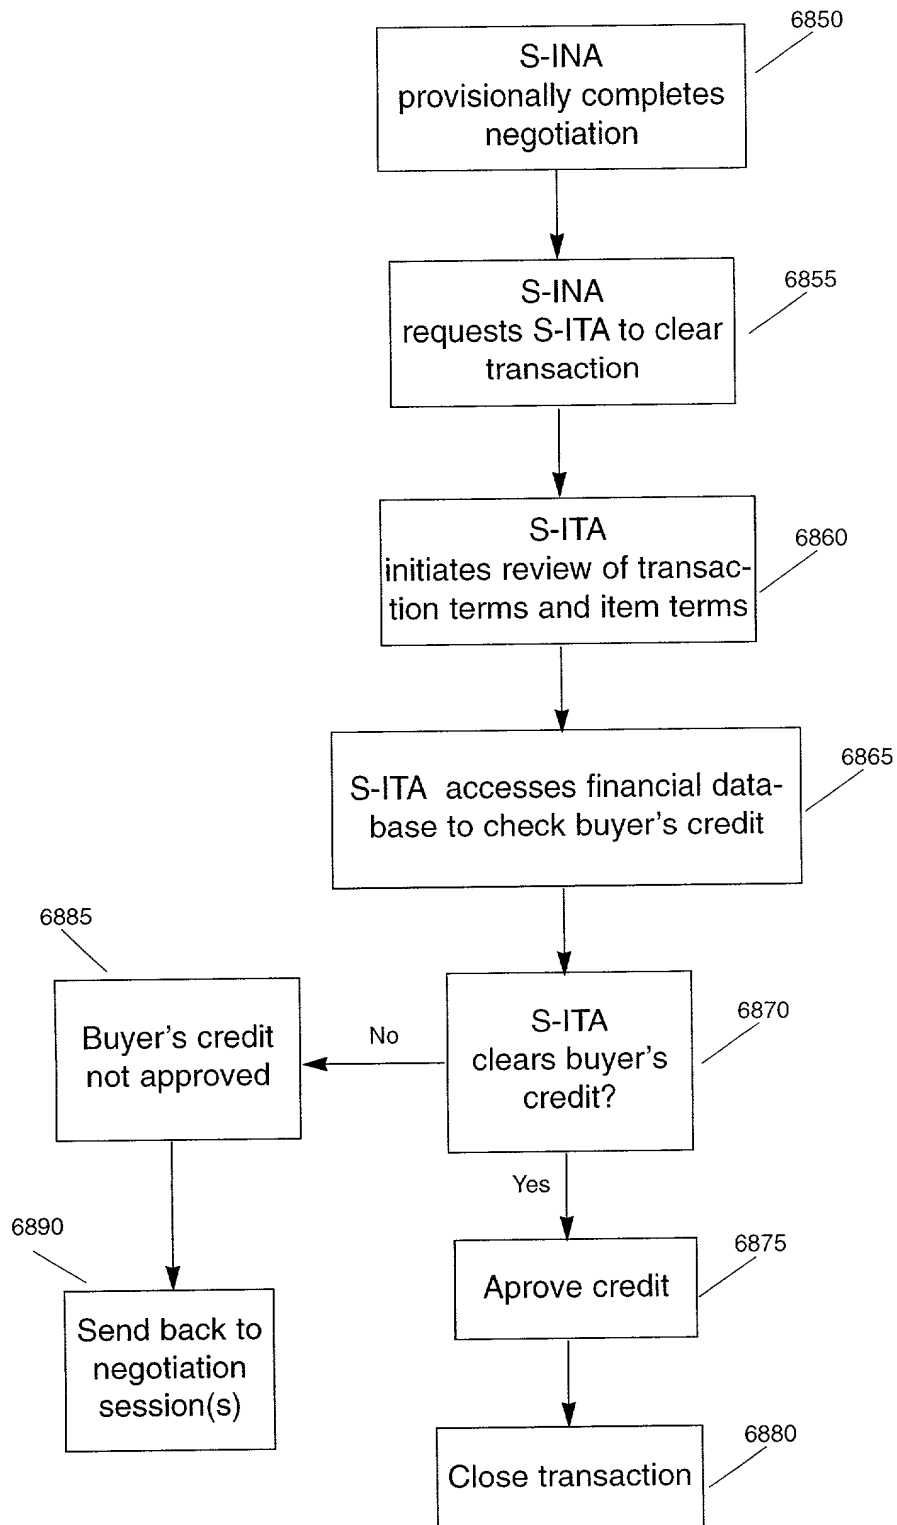 6850
S-INA
provisionally completes
negotiation
6855
S-INA
requests S-ITA to clear
transaction
6860
S-ITA
initiates review of transac-
tion terms and item terms
6865
S-ITA accesses financial data-
base to check buyer's credit
6870
S-ITA
clears buyer's
credit?
No
6885
Buyer's credit
not approved
6890
Send back to
negotiation
session(s)
Yes
6875
Aprove credit
6880
Close transaction